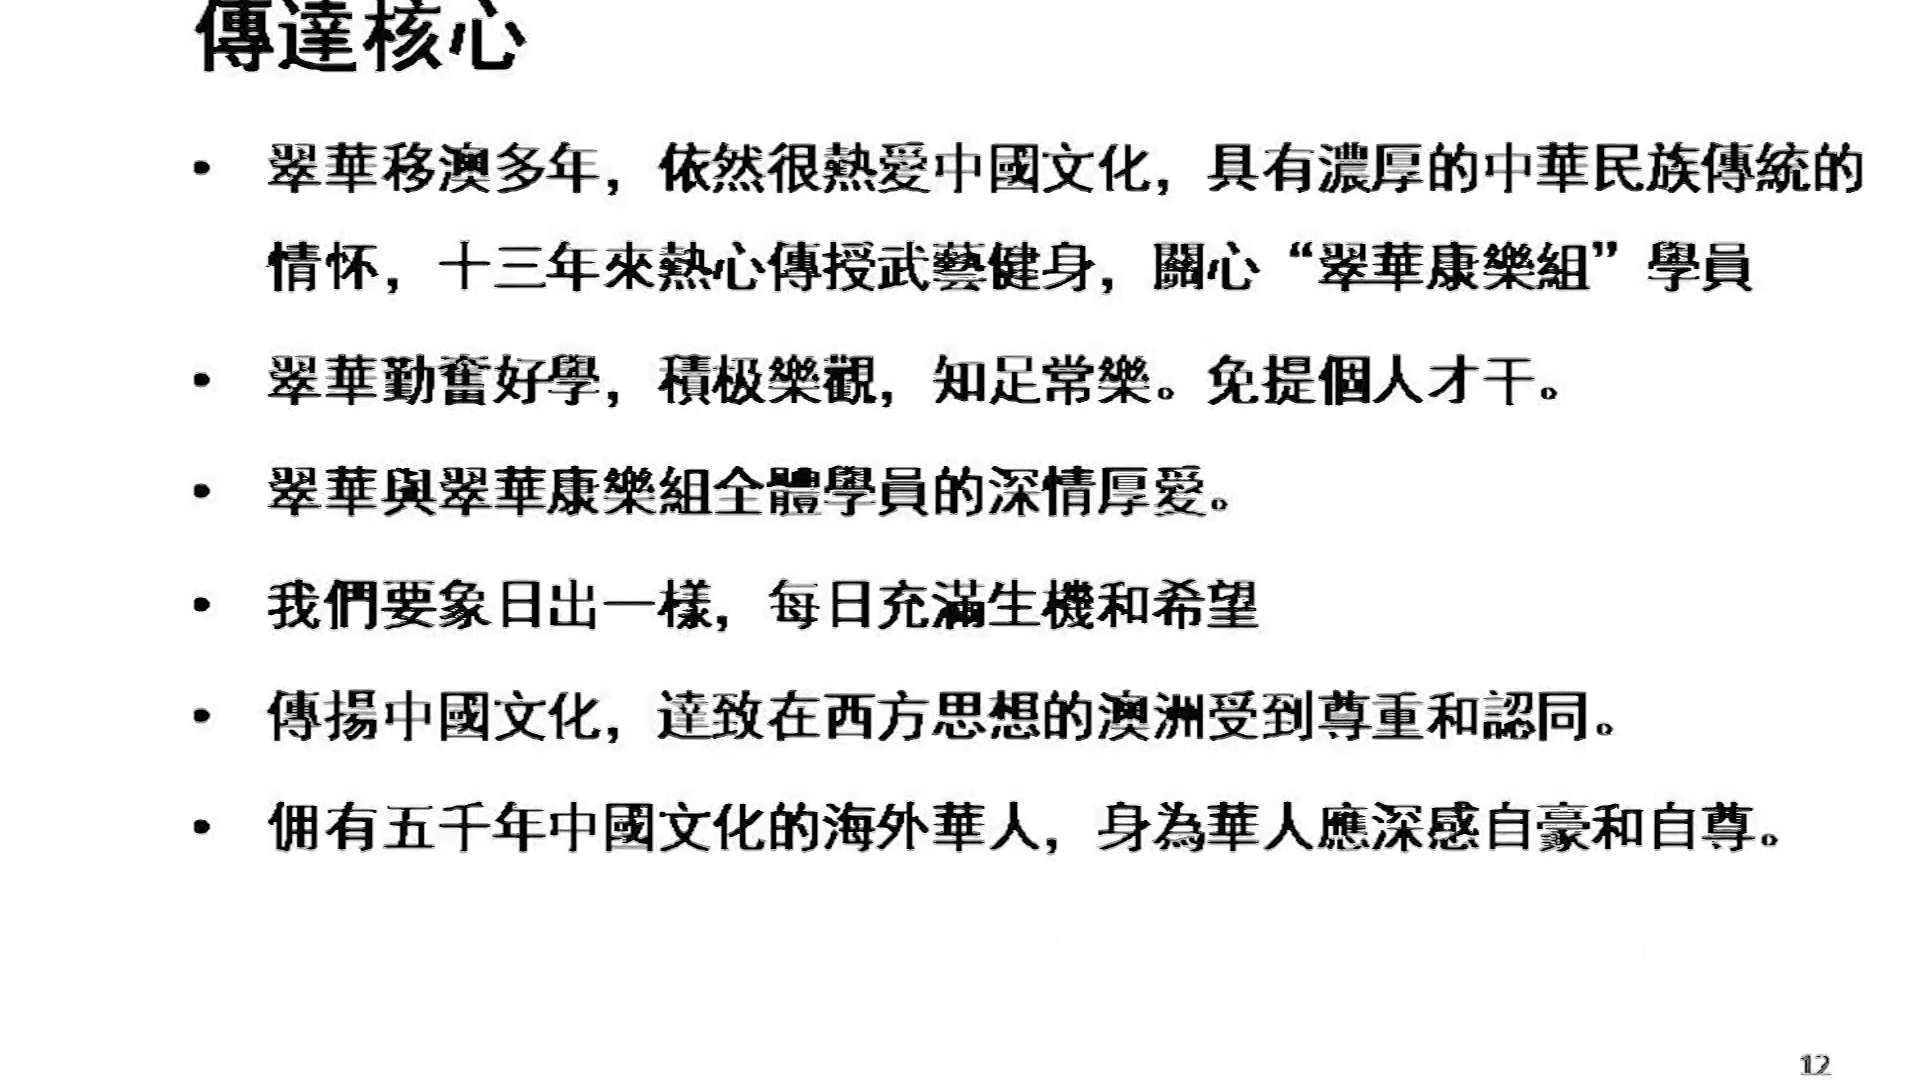 傳達核心
• 翠華移澳多年，依然很熱愛中國文化，具有濃厚的中華民族傳統的
情怀，十三年來熱心傳授武藝健身，關心“翠華康樂組”學員
• 翠華勤奮好學，積极樂觀，知足常樂。免提個人才干。
• 翠華與翠華康樂組全體學員的深情厚愛。
• 我們要象日出一樣，每日充滿生機和希望
• 傳揚中國文化，達致在西方思想的澳洲受到尊重和認同。
• 佣有五千年中國文化的海外華人，身為華人應深感自豪和自尊。
12